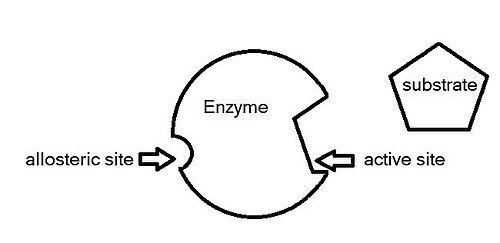 substrate
Enzyme
allosteric site
active site